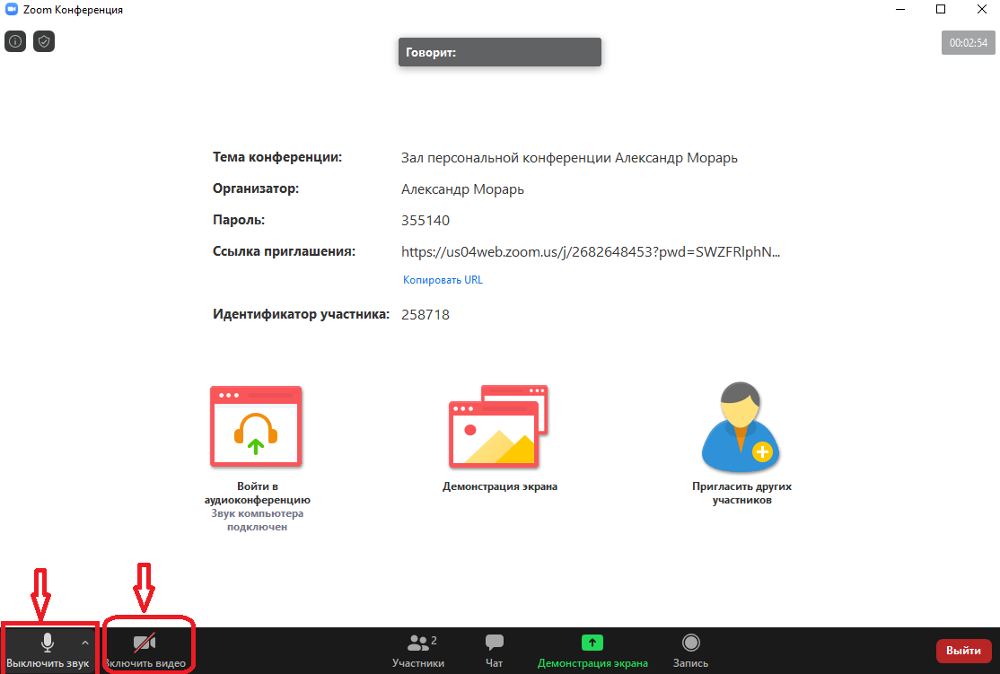 Zoom Конференция
Говорит:
00:02:54
Тема конференции: Зал персональной конференции Александр Морарь
Организатор: Александр Морарь
Пароль: 355140
Ссылка приглашения: https://us04web.zoom.us/j/2682648453?pwd=SWZFRlphN...
Копировать URL
Идентификатор участника: 258718
Войти в
аудиоконференцию
Звук компьютера
подключен
Демонстрация экрана
Пригласить других
участников
Выключить звук
Включить видео
2
Участники
Чат
Демонстрация экрана
Запись
Выйти